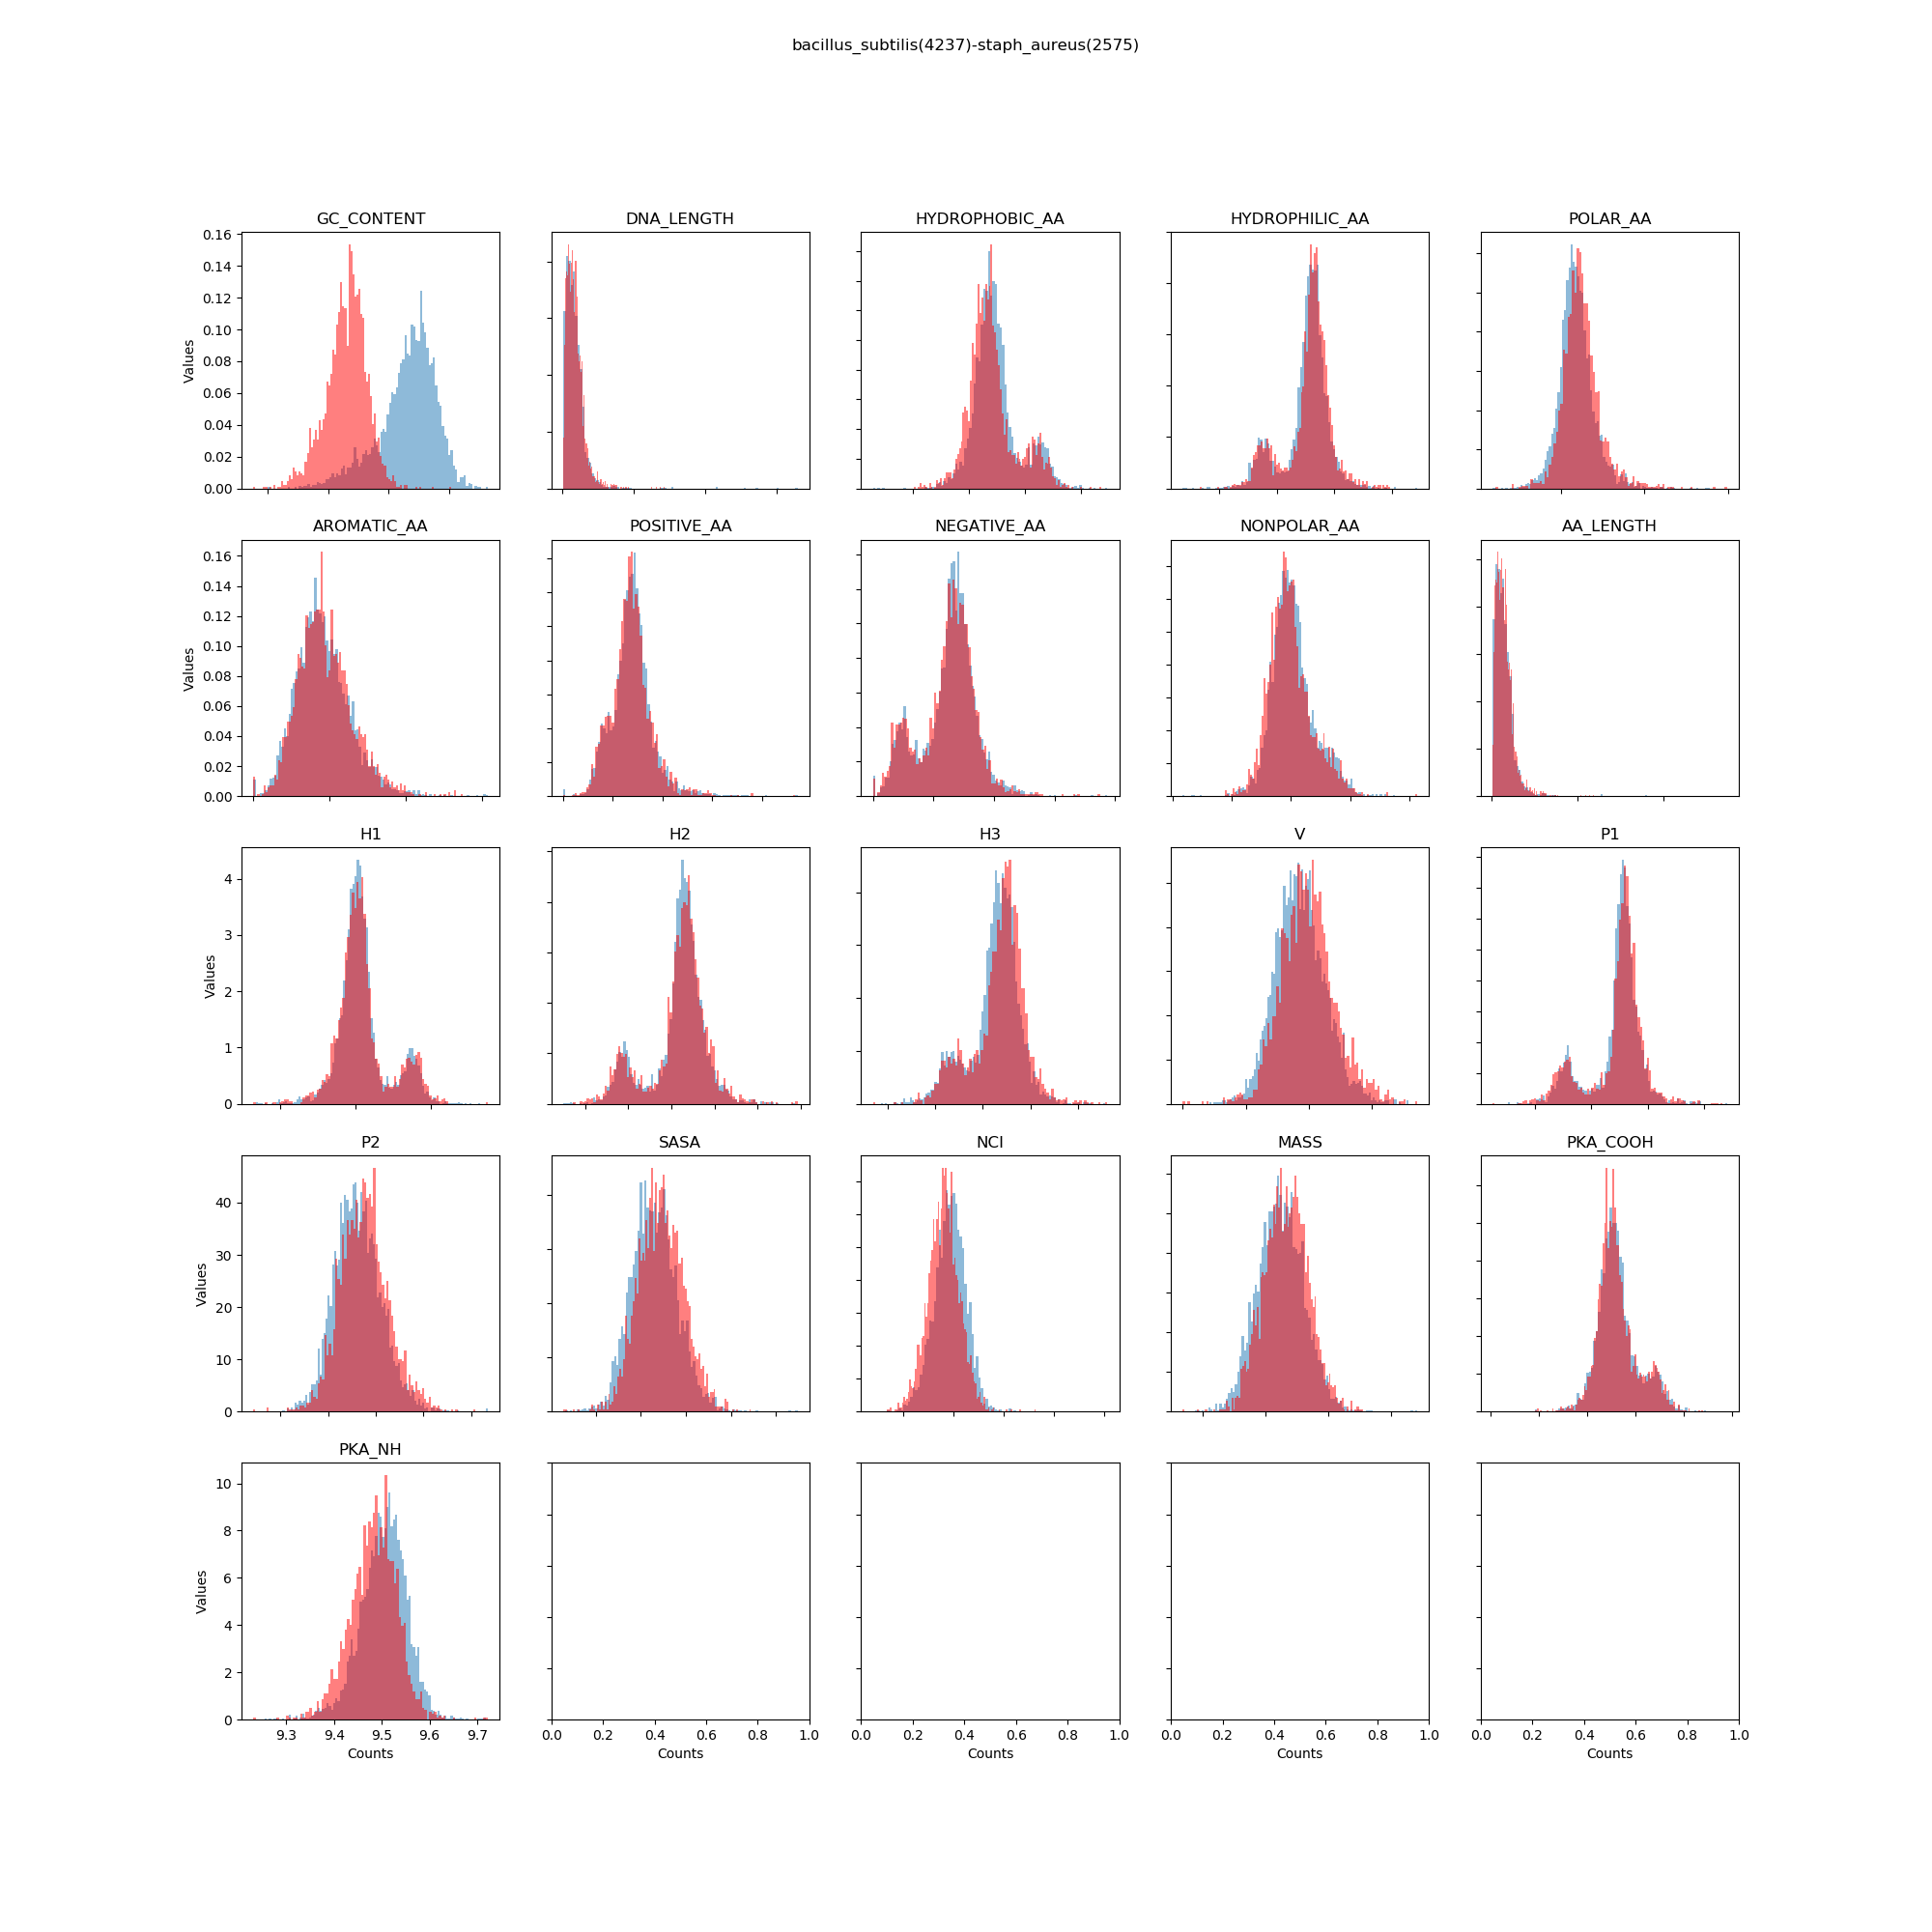 bacillus_subtilis(4237)-staph_aureus(2575)
GC_CONTENT DNA_LENGTH HYDROPHOBIC_AA HYDROPHILIC_AA POLAR_AA
0.16
0.14
0.12
0.10
0.08
0.06
0.04
0.02
0.00
Values
AROMATIC_AA POSITIVE_AA NEGATIVE_AA NONPOLAR_AA AA_LENGTH
0.16
0.14
0.12
0.10
0.08
0.06
0.04
0.02
0.00
Values
H1 H2 H3 V P1
4
3
2
1
0
Values
P2 SASA NCI MASS PKA_COOH
40
30
20
10
0
Values
PKA_NH
10
8
6
4
2
0
Values
9.3 9.4 9.5 9.6 9.7 0.0 0.2 0.4 0.6 0.8 1.0 0.0 0.2 0.4 0.6 0.8 1.0 0.0 0.2 0.4 0.6 0.8 1.0 0.0 0.2 0.4 0.6 0.8 1.0
Counts Counts Counts Counts Counts